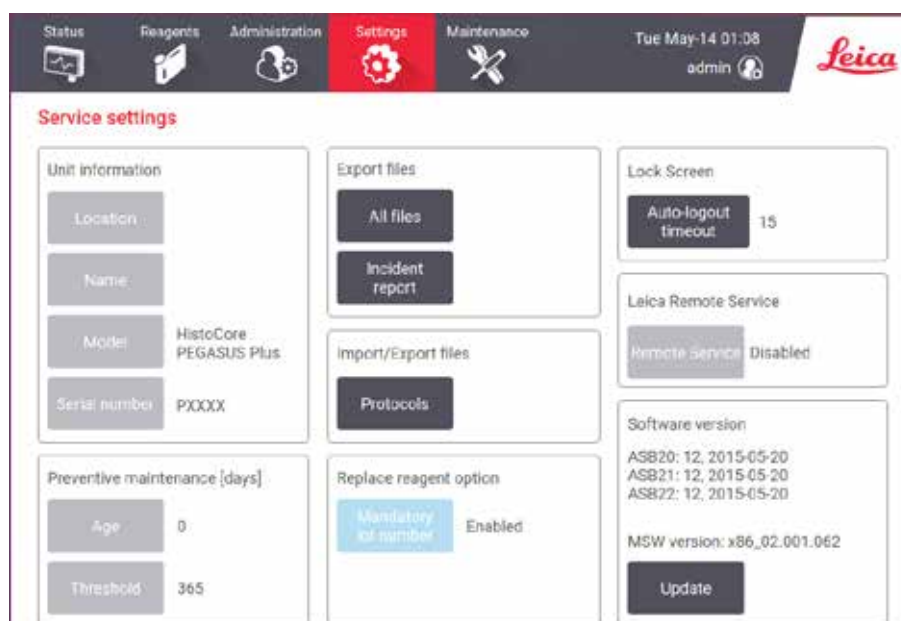 Status
Reagents
Administration
Settings
Maintenance
Tue May-14 01:08
admin
Leica
Service settings
Unit information
Location
Name
Model
HistoCore
PEGASUS Plus
Serial number
PXXXX
Preventive maintenance [days]
Age
0
Threshold
365
Export files
All files
Incident
report
Import/Export files
Protocols
Replace reagent option
Mandatory
lot number
Enabled
Lock Screen
Auto-logout
timeout
15
Leica Remote Service
Remote Service
Disabled
Software version
ASB20: 12, 2015-05-20
ASB21: 12, 2015-05-20
ASB22: 12, 2015-05-20
MSW version: x86_02.001.062
Update